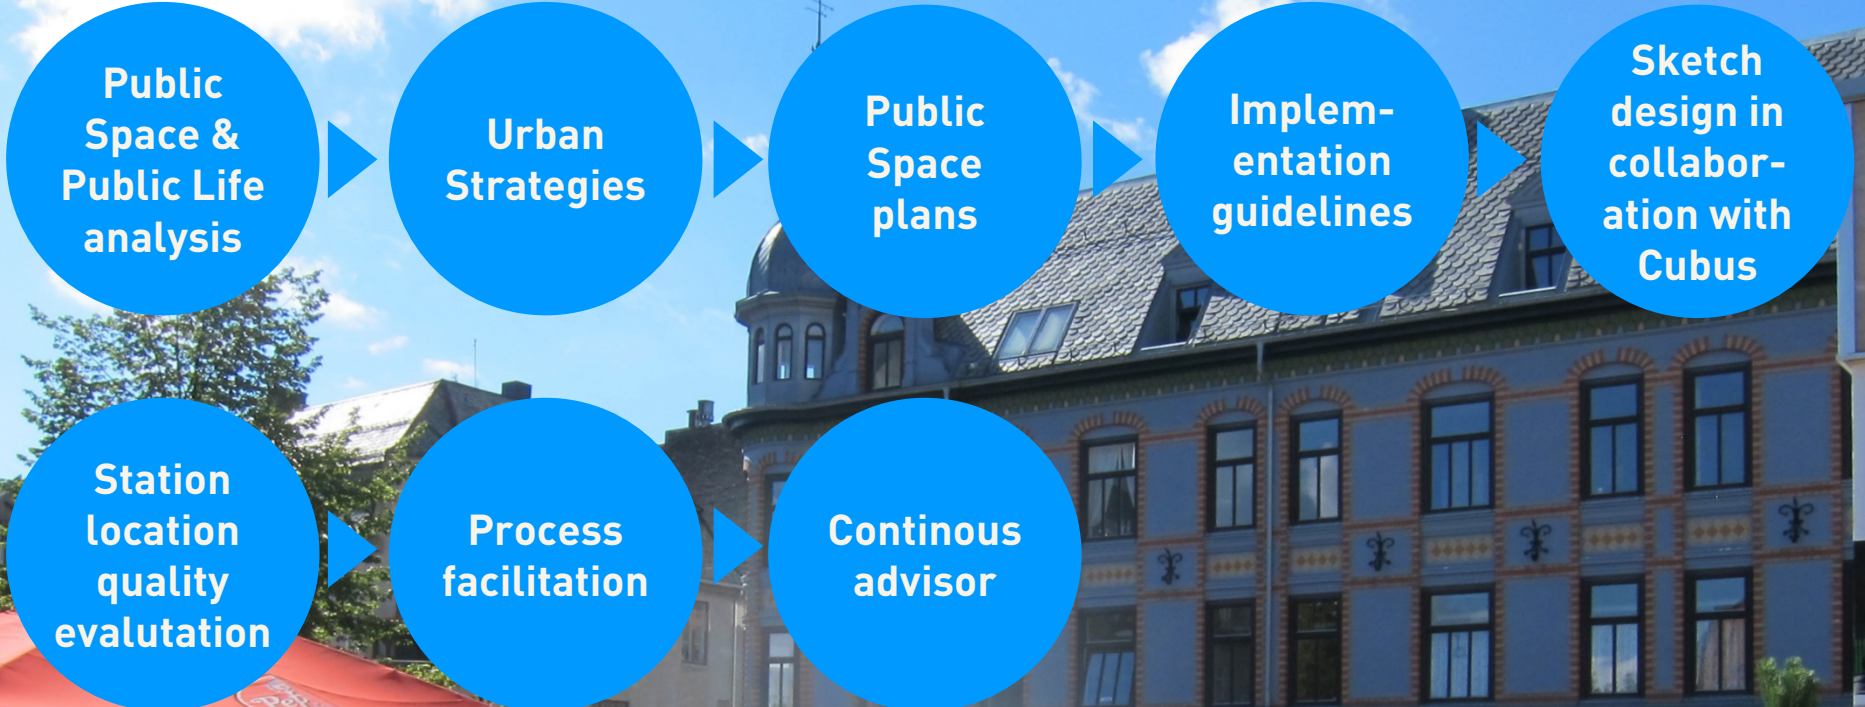 Public
Space &
Public Life
analysis
Urban
Strategies
Public
Space
plans
Implem-
entation
guidelines
Sketch
design in
collabor-
ation with
Cubus
Station
location
quality
evalutation
Process
facilitation
Continous
advisor